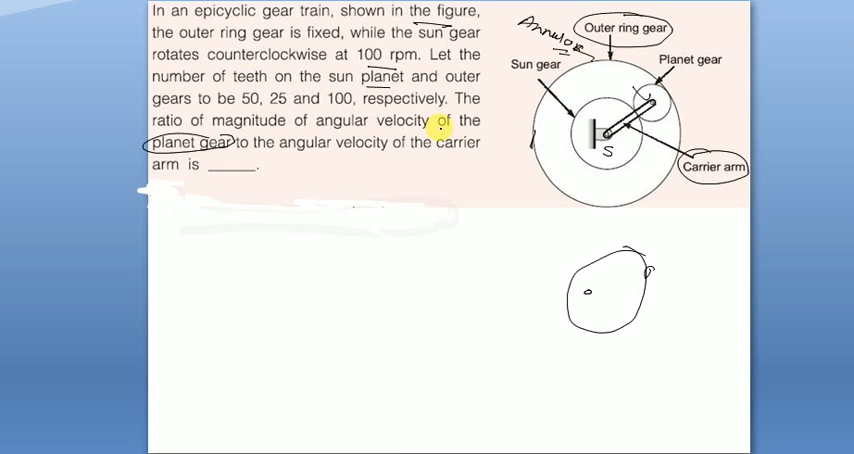 In an epicyclic gear train, shown in the figure,
the outer ring gear is fixed, while the sun gear
rotates counterclockwise at 100 rpm. Let the
number of teeth on the sun planet and outer
gears to be 50, 25 and 100, respectively. The
ratio of magnitude of angular velocity of the
planet gear to the angular velocity of the carrier
arm is ______.
Annulor
Outer ring gear
Sun gear
Planet gear
S
Carrier arm